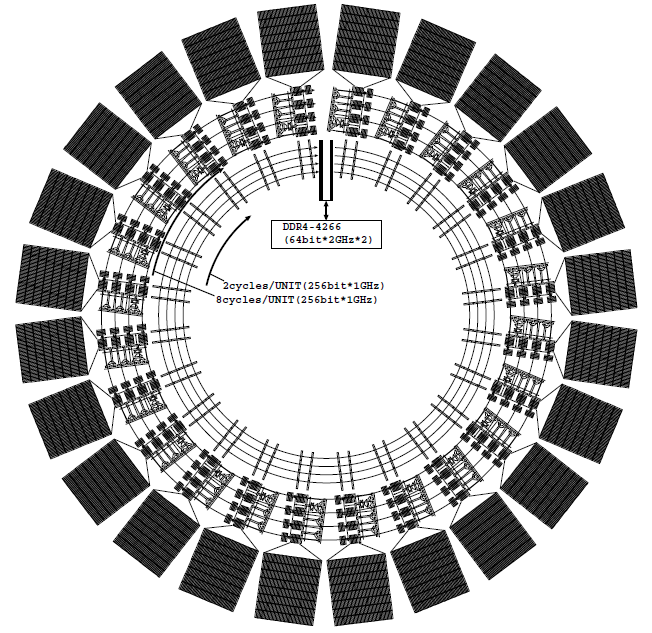 DDR4-4266
(64bit*2GHz*2)
2cycles/UNIT(256bit*1GHz)
8cycles/UNIT(256bit*1GHz)